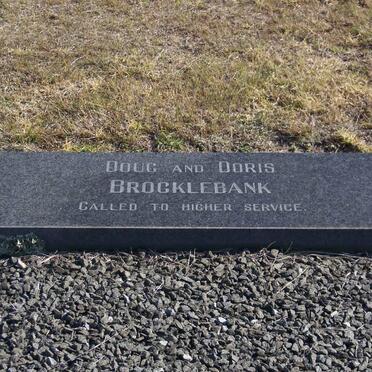 Doug and Doris
Brocklebank
Called to higher service.